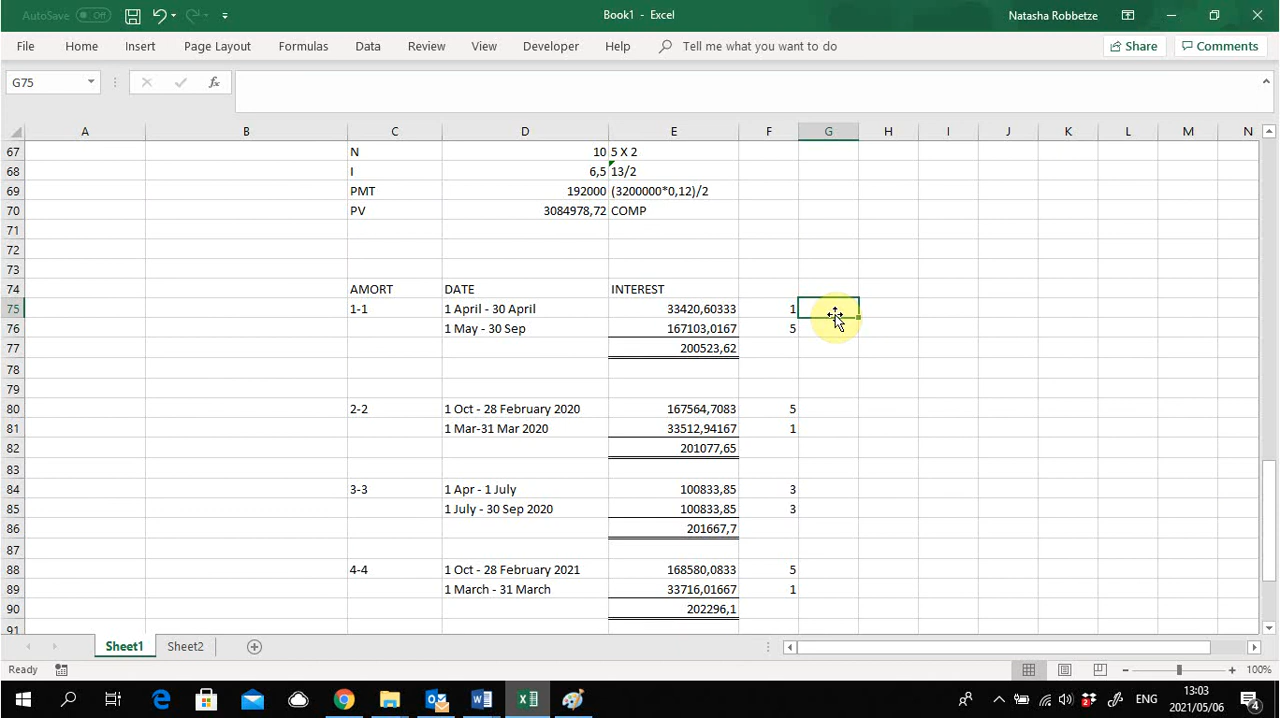 AutoSave Off
Book1 - Excel
Natasha Robbetze
File Home Insert Page Layout Formulas Data Review View Developer Help Tell me what you want to do Share Comments
G75 fx
A B C D E F G H I J K L M N
67 N 10 5 X 2
68 I 6,5 13/2
69 PMT 192000 (3200000*0,12)/2
70 PV 3084978,72 COMP
71
72
73
74 AMORT DATE INTEREST
75 1-1 1 April - 30 April 33420,60333 1
76 1 May - 30 Sep 167103,0167 5
77 200523,62
78
79
80 2-2 1 Oct - 28 February 2020 167564,7083 5
81 1 Mar-31 Mar 2020 33512,94167 1
82 201077,65
83
84 3-3 1 Apr - 1 July 100833,85 3
85 1 July - 30 Sep 2020 100833,85 3
86 201667,7
87
88 4-4 1 Oct - 28 February 2021 168580,0833 5
89 1 March - 31 March 33716,01667 1
90 202296,1
91
Sheet1 Sheet2
Ready 100%
ENG 13:03
2021/05/06 4